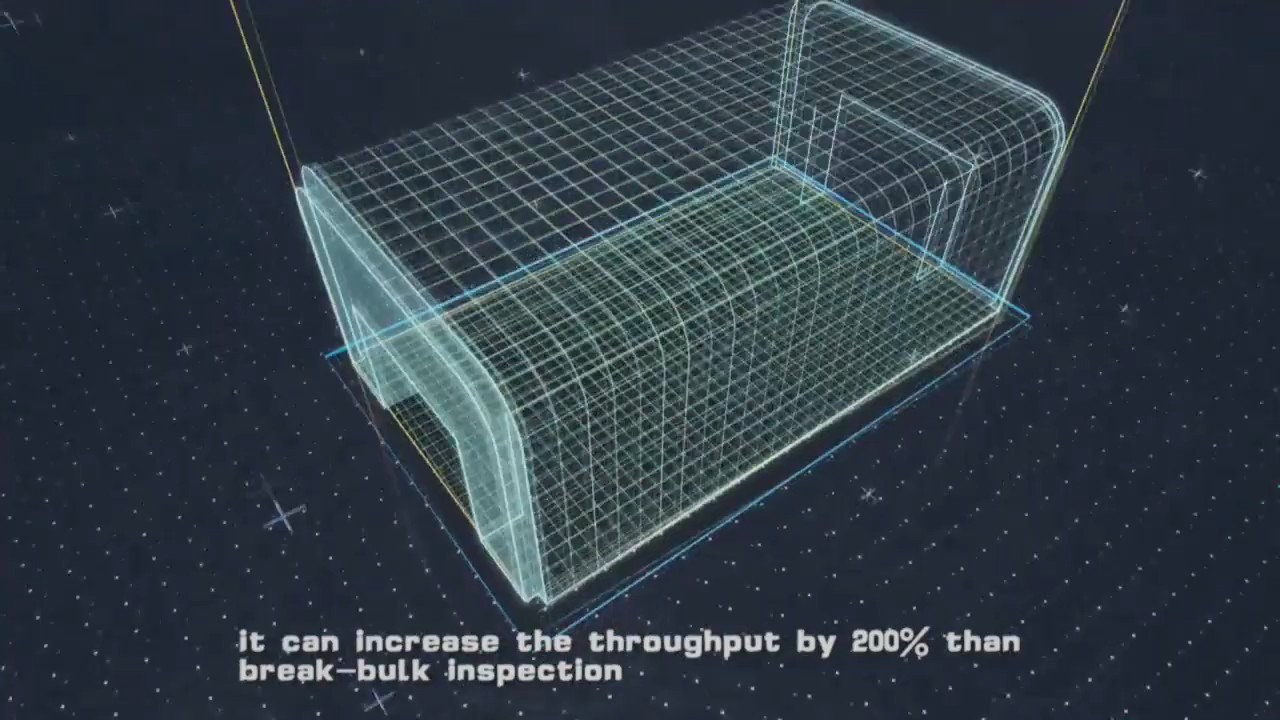 it can increase the throughput by 200% than
break-bulk inspection